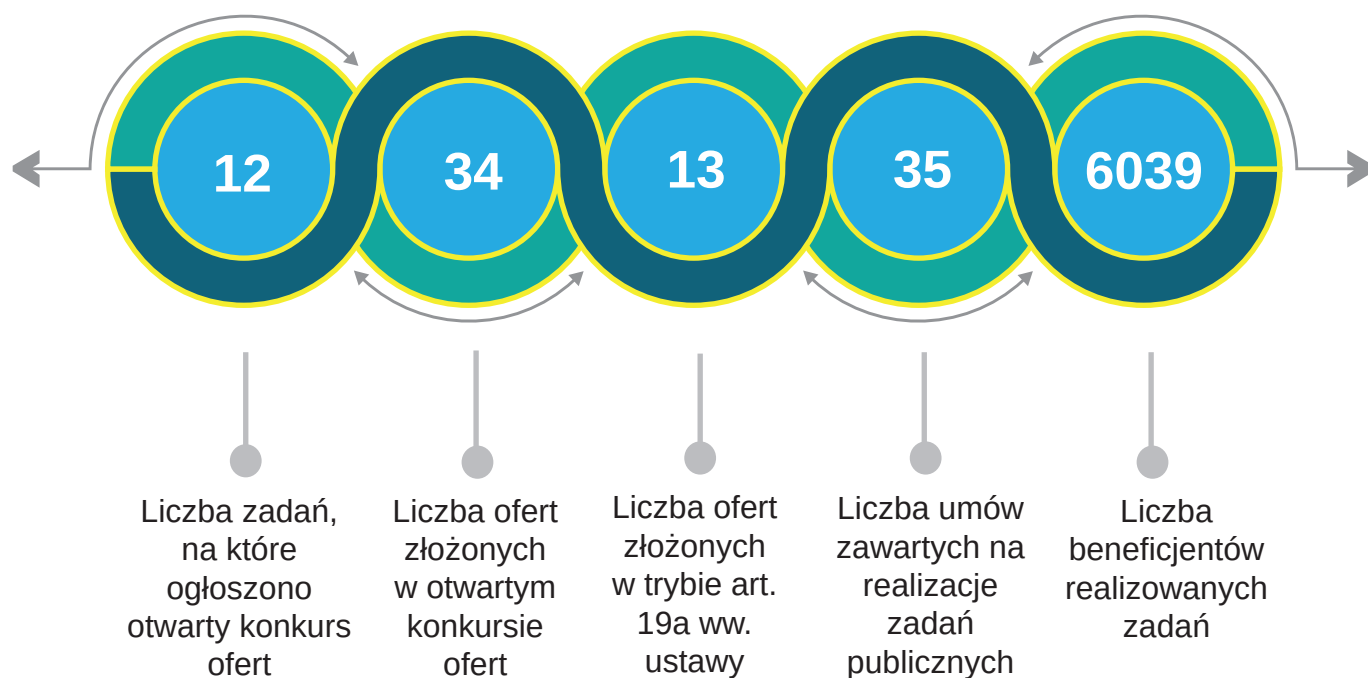 12
34
13
35
6039
Liczba zadań,
na które
ogłoszono
otwarty konkurs
ofert
Liczba ofert
złożonych
w otwartym
konkursie
ofert
Liczba ofert
złożonych
w trybie art.
19a ww.
ustawy
Liczba umów
zawartych na
realizacje
zadań
publicznych
Liczba
beneficjentów
realizowanych
zadań